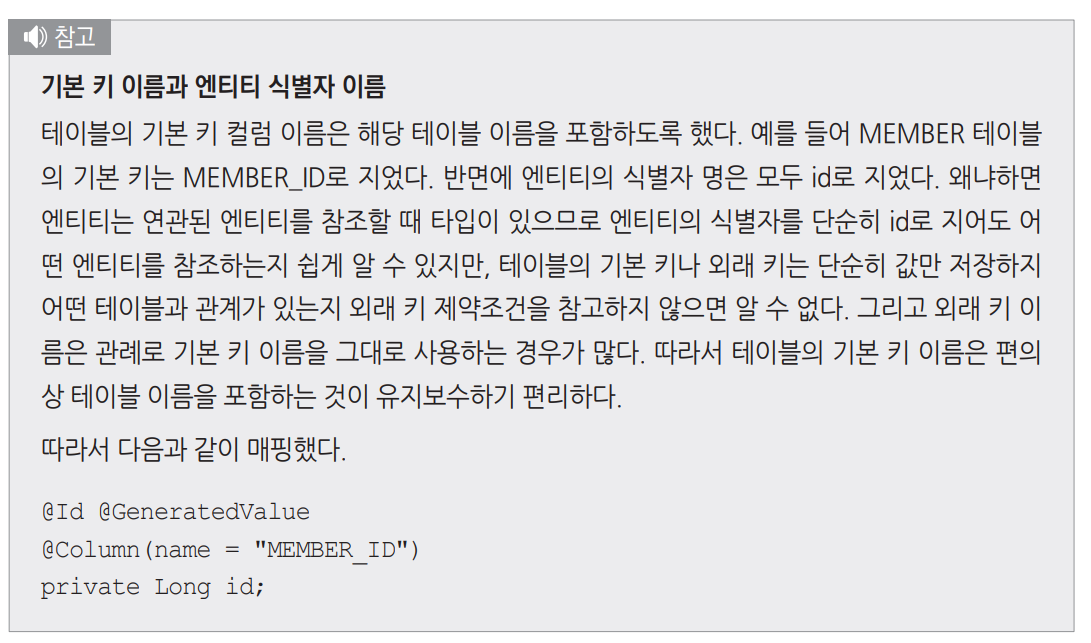 참고
기본 키 이름과 엔티티 식별자 이름
테이블의 기본 키 컬럼 이름은 해당 테이블 이름을 포함하도록 했다. 예를 들어 MEMBER 테이블
의 기본 키는 MEMBER_ID로 지었다. 반면에 엔티티의 식별자 명은 모두 id로 지었다. 왜냐하면
엔티티는 연관된 엔티티를 참조할 때 타입이 있으므로 엔티티의 식별자를 단순히 id로 지어도 어
떤 엔티티를 참조하는지 쉽게 알 수 있지만, 테이블의 기본 키나 외래 키는 단순히 값만 저장하지
어떤 테이블과 관계가 있는지 외래 키 제약조건을 참고하지 않으면 알 수 없다. 그리고 외래 키 이
름은 관례로 기본 키 이름을 그대로 사용하는 경우가 많다. 따라서 테이블의 기본 키 이름은 편의
상 테이블 이름을 포함하는 것이 유지보수하기 편리하다.
따라서 다음과 같이 매핑했다.
@Id @GeneratedValue
@Column(name = "MEMBER_ID")
private Long id;